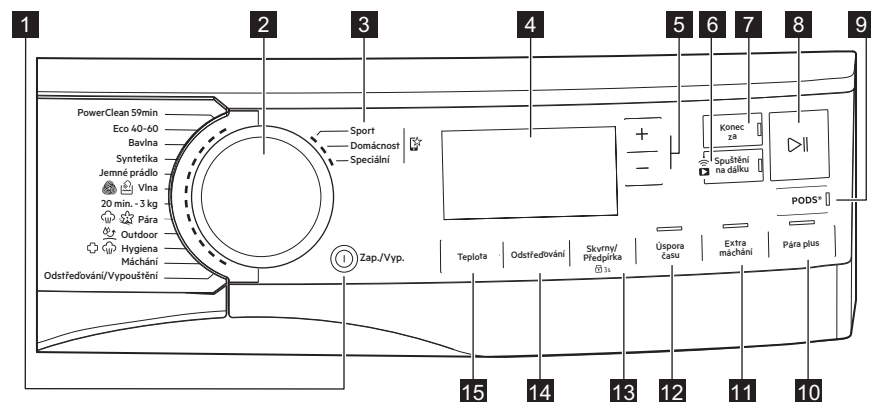 1
2
3
4
5
6
7
8
9
PowerClean 59min
Eco 40-60
Bavlna
Syntetika
Jemné prádlo
Vlna
20 min. - 3 kg
Pára
Outdoor
Hygiena
Máchání
Odstřeďování/Vypouštění
Sport
Domácnost
Speciální
Zap./Vyp.
+
−
Konec
za
Spuštění
na dálku
PODS®
Teplota
Odstřeďování
Skvrny/
Předpírka
3s
Úspora
času
Extra
máchání
Pára plus
15
14
13
12
11
10